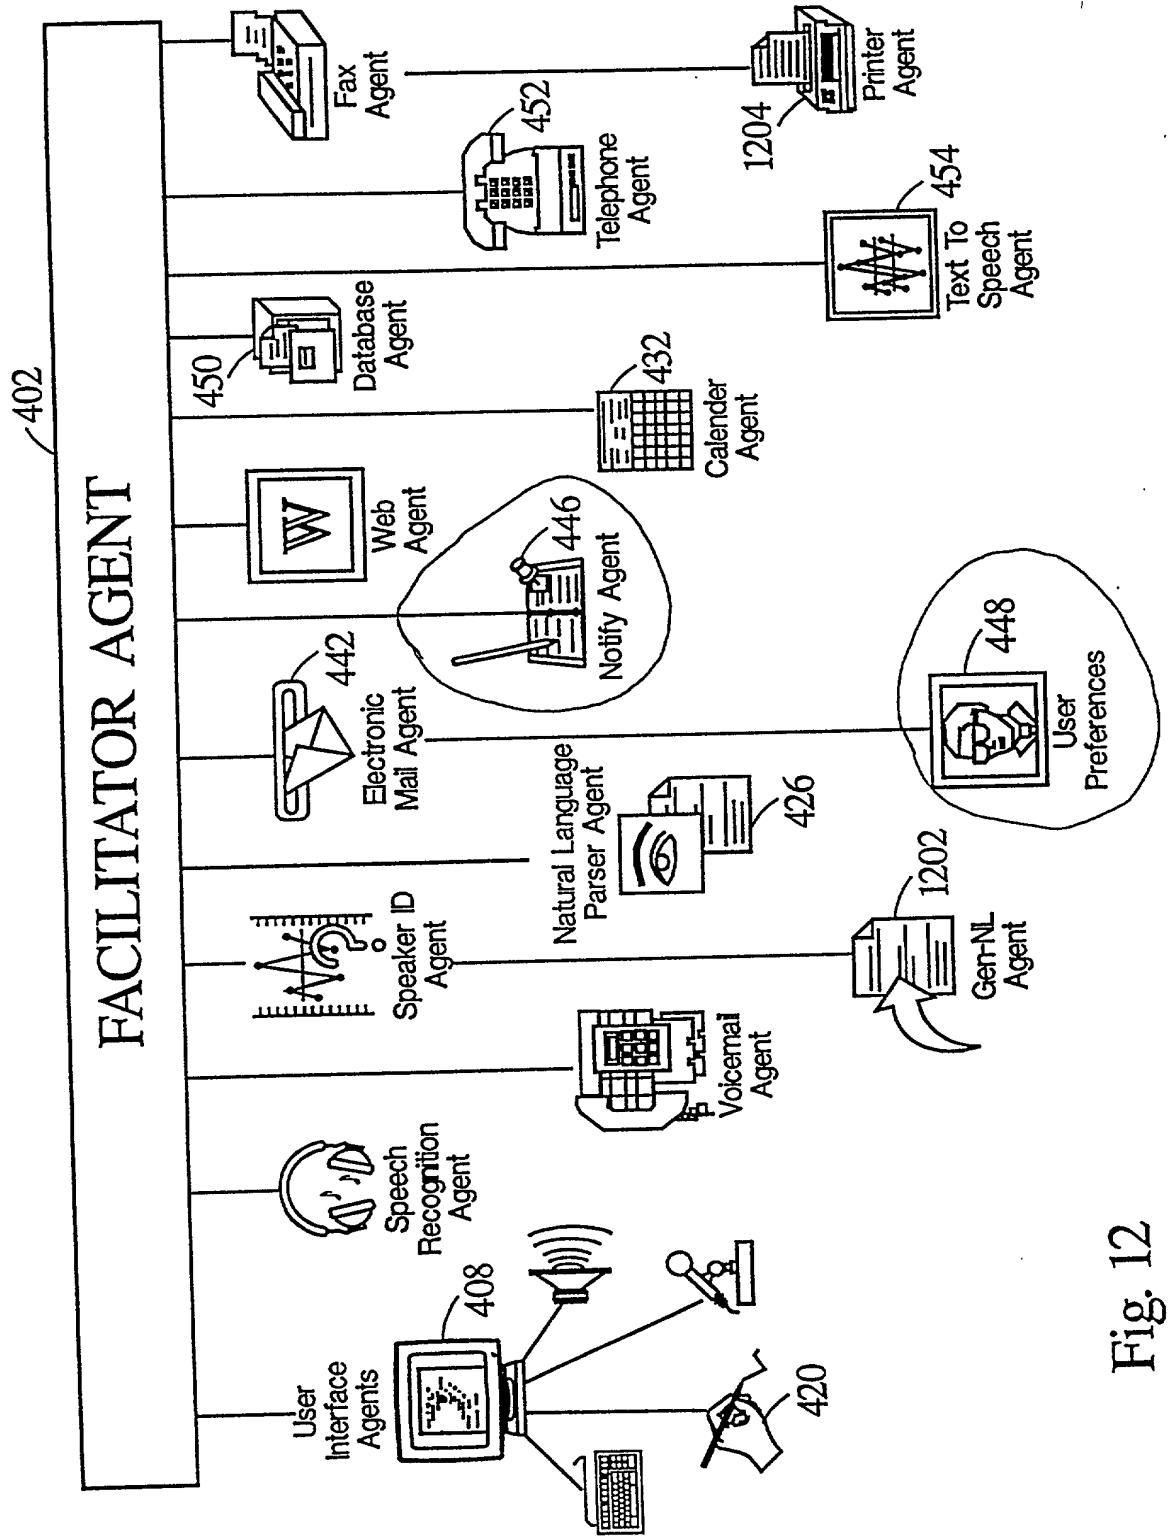 402
FACILITATOR AGENT
User
Interface
Agents
408
420
Speech
Recognition
Agent
Voicemail
Agent
Speaker ID
Agent
Gen-NL
Agent
1202
Natural Language
Parser Agent
426
Electronic
Mail Agent
442
User
Preferences
448
Notify Agent
446
Web
Agent
W
Calender
Agent
432
Database
Agent
450
Text To
Speech
Agent
454
Telephone
Agent
452
Fax
Agent
Printer
Agent
1204
Fig. 12